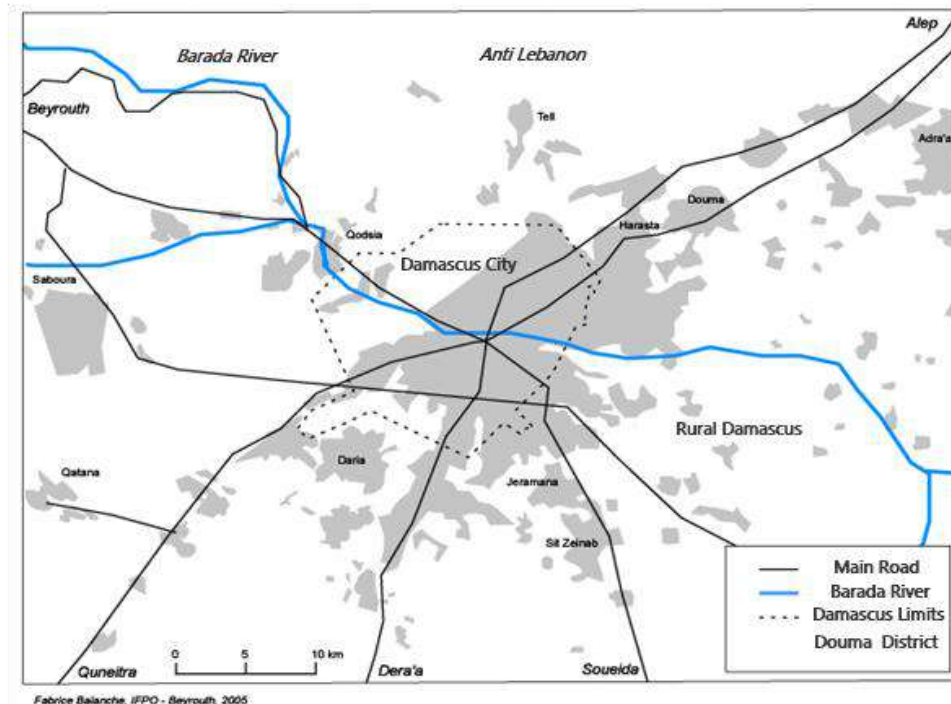 Barada River
Anti Lebanon
Alep
Beyrouth
Tell
Adra'a
Douma
Harasta
Qodsia
Damascus City
Saboura
Rural Damascus
Daria
Qatana
Jeramana
Sit Zeinab
Main Road
Barada River
Damascus Limits
Douma District
0 5 10 km
Quneitra
Dera'a
Soueida
Fabrice Balanche, IFPO - Beyrouth, 2005